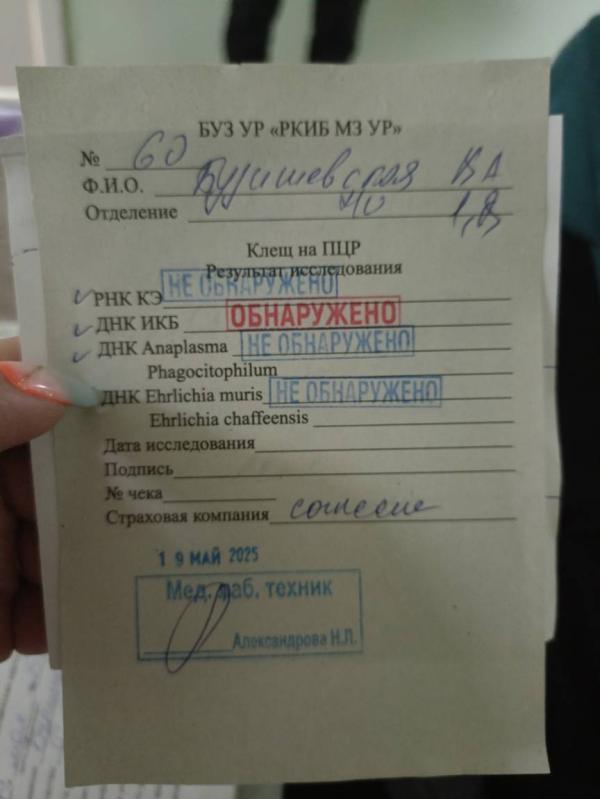 БУЗ УР «РКИБ МЗ УР»
№ 60
Ф.И.О. В А
Отделение
Клещ на ПЦР
Результат исследования
РНК КЭ НЕ ОБНАРУЖЕНО
ДНК ИКБ ОБНАРУЖЕНО
ДНК Anaplasma НЕ ОБНАРУЖЕНО
Phagocitophilum
ДНК Ehrlichia muris НЕ ОБНАРУЖЕНО
Ehrlichia chaffeensis
Дата исследования
Подпись
№ чека
Страховая компания согласие
19 МАЙ 2025
Мед. лаб. техник
Александрова Н.Л.